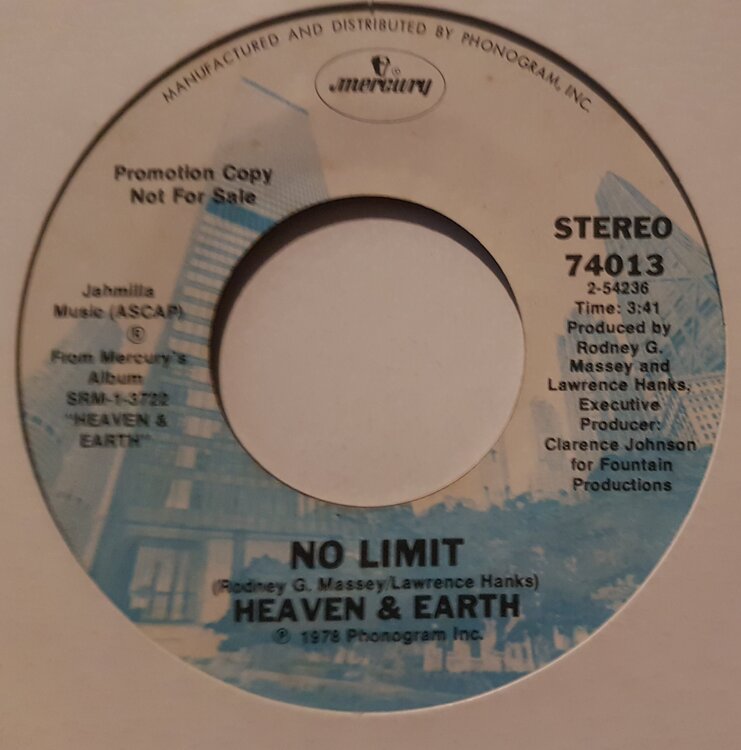 MANUFACTURED AND DISTRIBUTED BY PHONOGRAM, INC.
mercury
Promotion Copy
Not For Sale
Jahmilla
Music (ASCAP)
Ⓔ
From Mercury's
Album
SRM-1-3722
"HEAVEN &
EARTH"
STEREO
74013
2-54236
Time: 3:41
Produced by
Rodney G.
Massey and
Lawrence Hanks,
Executive
Producer:
Clarence Johnson
for Fountain
Productions
NO LIMIT
(Rodney G. Massey/Lawrence Hanks)
HEAVEN & EARTH
℗ 1978 Phonogram Inc.